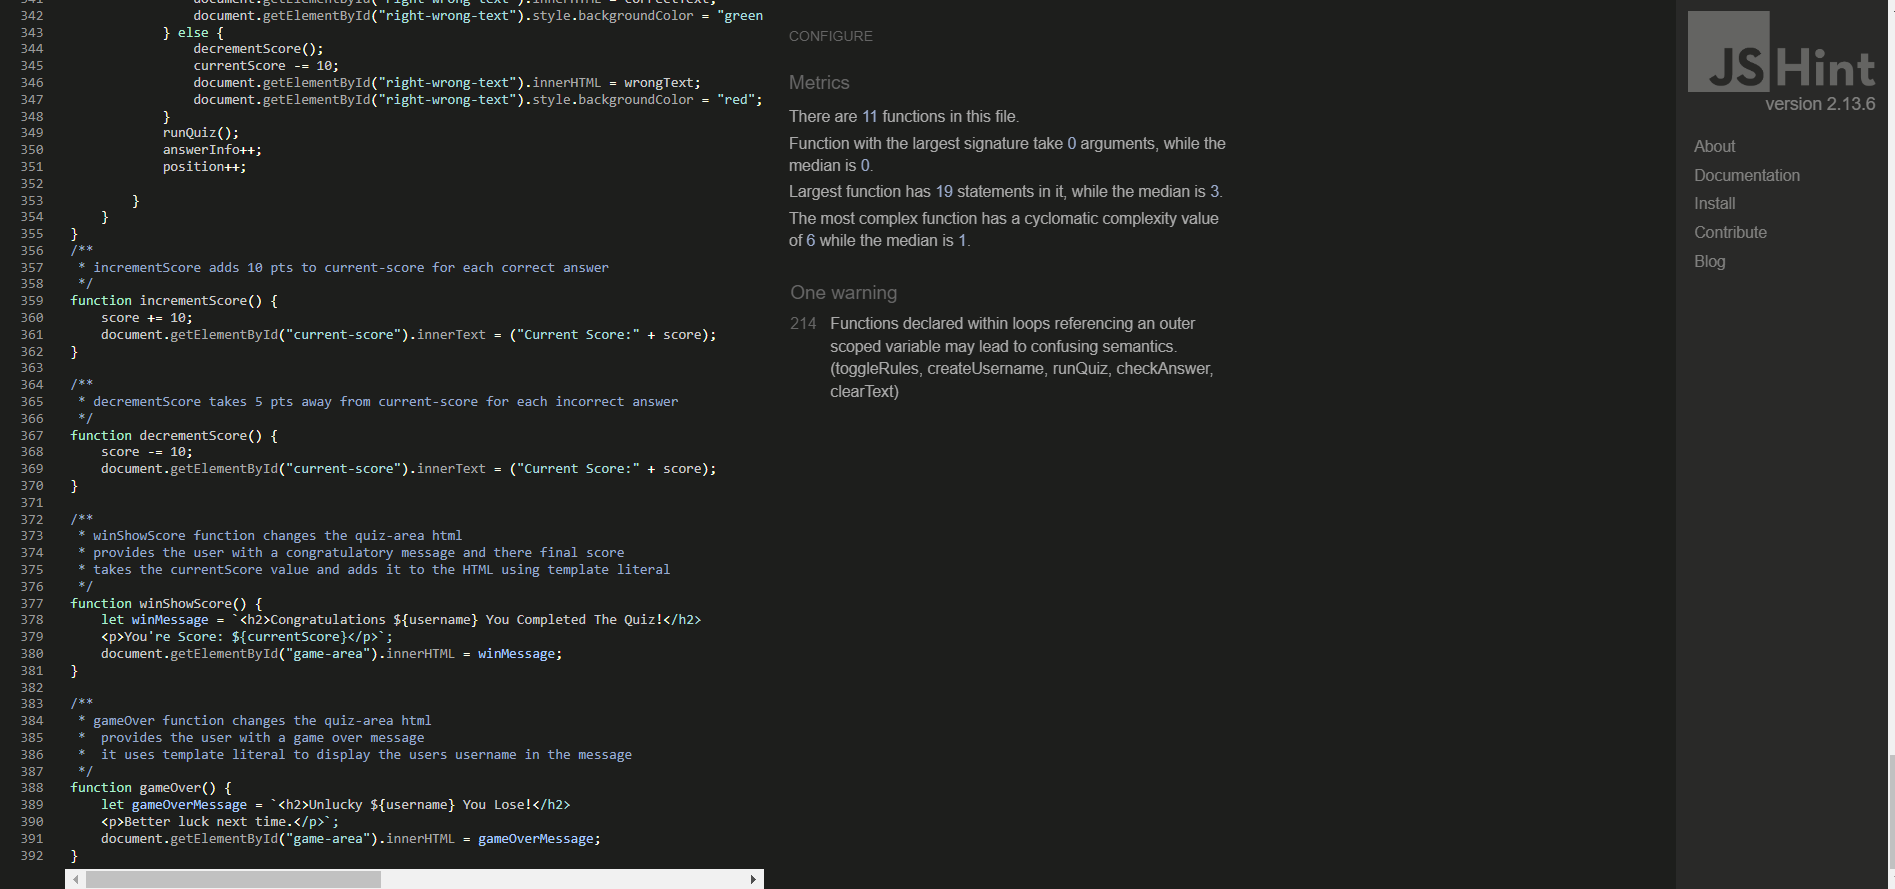 341 document.getElementById("right-wrong-text").innerHTML = correctText;
342 document.getElementById("right-wrong-text").style.backgroundColor = "green
343 } else {
344 decrementScore();
345 currentScore -= 10;
346 document.getElementById("right-wrong-text").innerHTML = wrongText;
347 document.getElementById("right-wrong-text").style.backgroundColor = "red";
348 }
349 runQuiz();
350 answerInfo++;
351 position++;
352
353 }
354 }
355 }
356 /**
357 * incrementScore adds 10 pts to current-score for each correct answer
358 */
359 function incrementScore() {
360 score += 10;
361 document.getElementById("current-score").innerText = ("Current Score:" + score);
362 }
363
364 /**
365 * decrementScore takes 5 pts away from current-score for each incorrect answer
366 */
367 function decrementScore() {
368 score -= 10;
369 document.getElementById("current-score").innerText = ("Current Score:" + score);
370 }
371
372 /**
373 * winShowScore function changes the quiz-area html
374 * provides the user with a congratulatory message and there final score
375 * takes the currentScore value and adds it to the HTML using template literal
376 */
377 function winShowScore() {
378 let winMessage = `<h2>Congratulations ${username} You Completed The Quiz!</h2>
379 <p>You're Score: ${currentScore}</p>`;
380 document.getElementById("game-area").innerHTML = winMessage;
381 }
382
383 /**
384 * gameOver function changes the quiz-area html
385 * provides the user with a game over message
386 * it uses template literal to display the users username in the message
387 */
388 function gameOver() {
389 let gameOverMessage = `<h2>Unlucky ${username} You Lose!</h2>
390 <p>Better luck next time.</p>`;
391 document.getElementById("game-area").innerHTML = gameOverMessage;
392 }
CONFIGURE
Metrics
There are 11 functions in this file.
Function with the largest signature take 0 arguments, while the
median is 0.
Largest function has 19 statements in it, while the median is 3.
The most complex function has a cyclomatic complexity value
of 6 while the median is 1.
One warning
214 Functions declared within loops referencing an outer
scoped variable may lead to confusing semantics.
(toggleRules, createUsername, runQuiz, checkAnswer,
clearText)
JSHint
version 2.13.6
About
Documentation
Install
Contribute
Blog